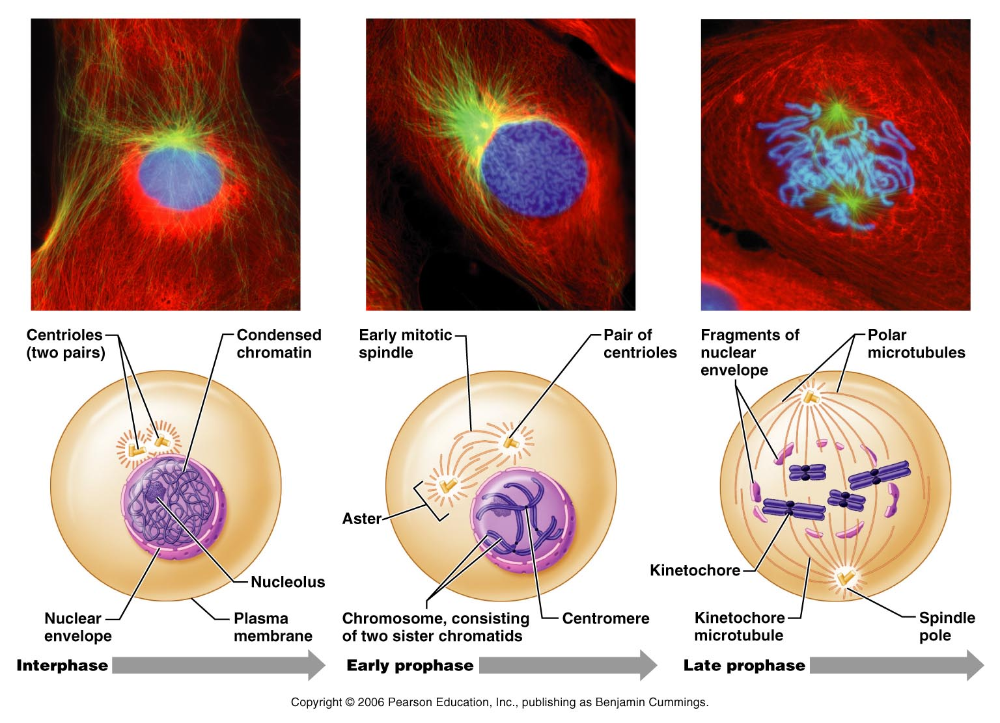 Centrioles
(two pairs)
Condensed
chromatin
Early mitotic
spindle
Pair of
centrioles
Fragments of
nuclear
envelope
Polar
microtubules
Aster
Kinetochore
Nucleolus
Nuclear
envelope
Plasma
membrane
Chromosome, consisting
of two sister chromatids
Centromere
Kinetochore
microtubule
Spindle
pole
Interphase
Early prophase
Late prophase
Copyright © 2006 Pearson Education, Inc., publishing as Benjamin Cummings.